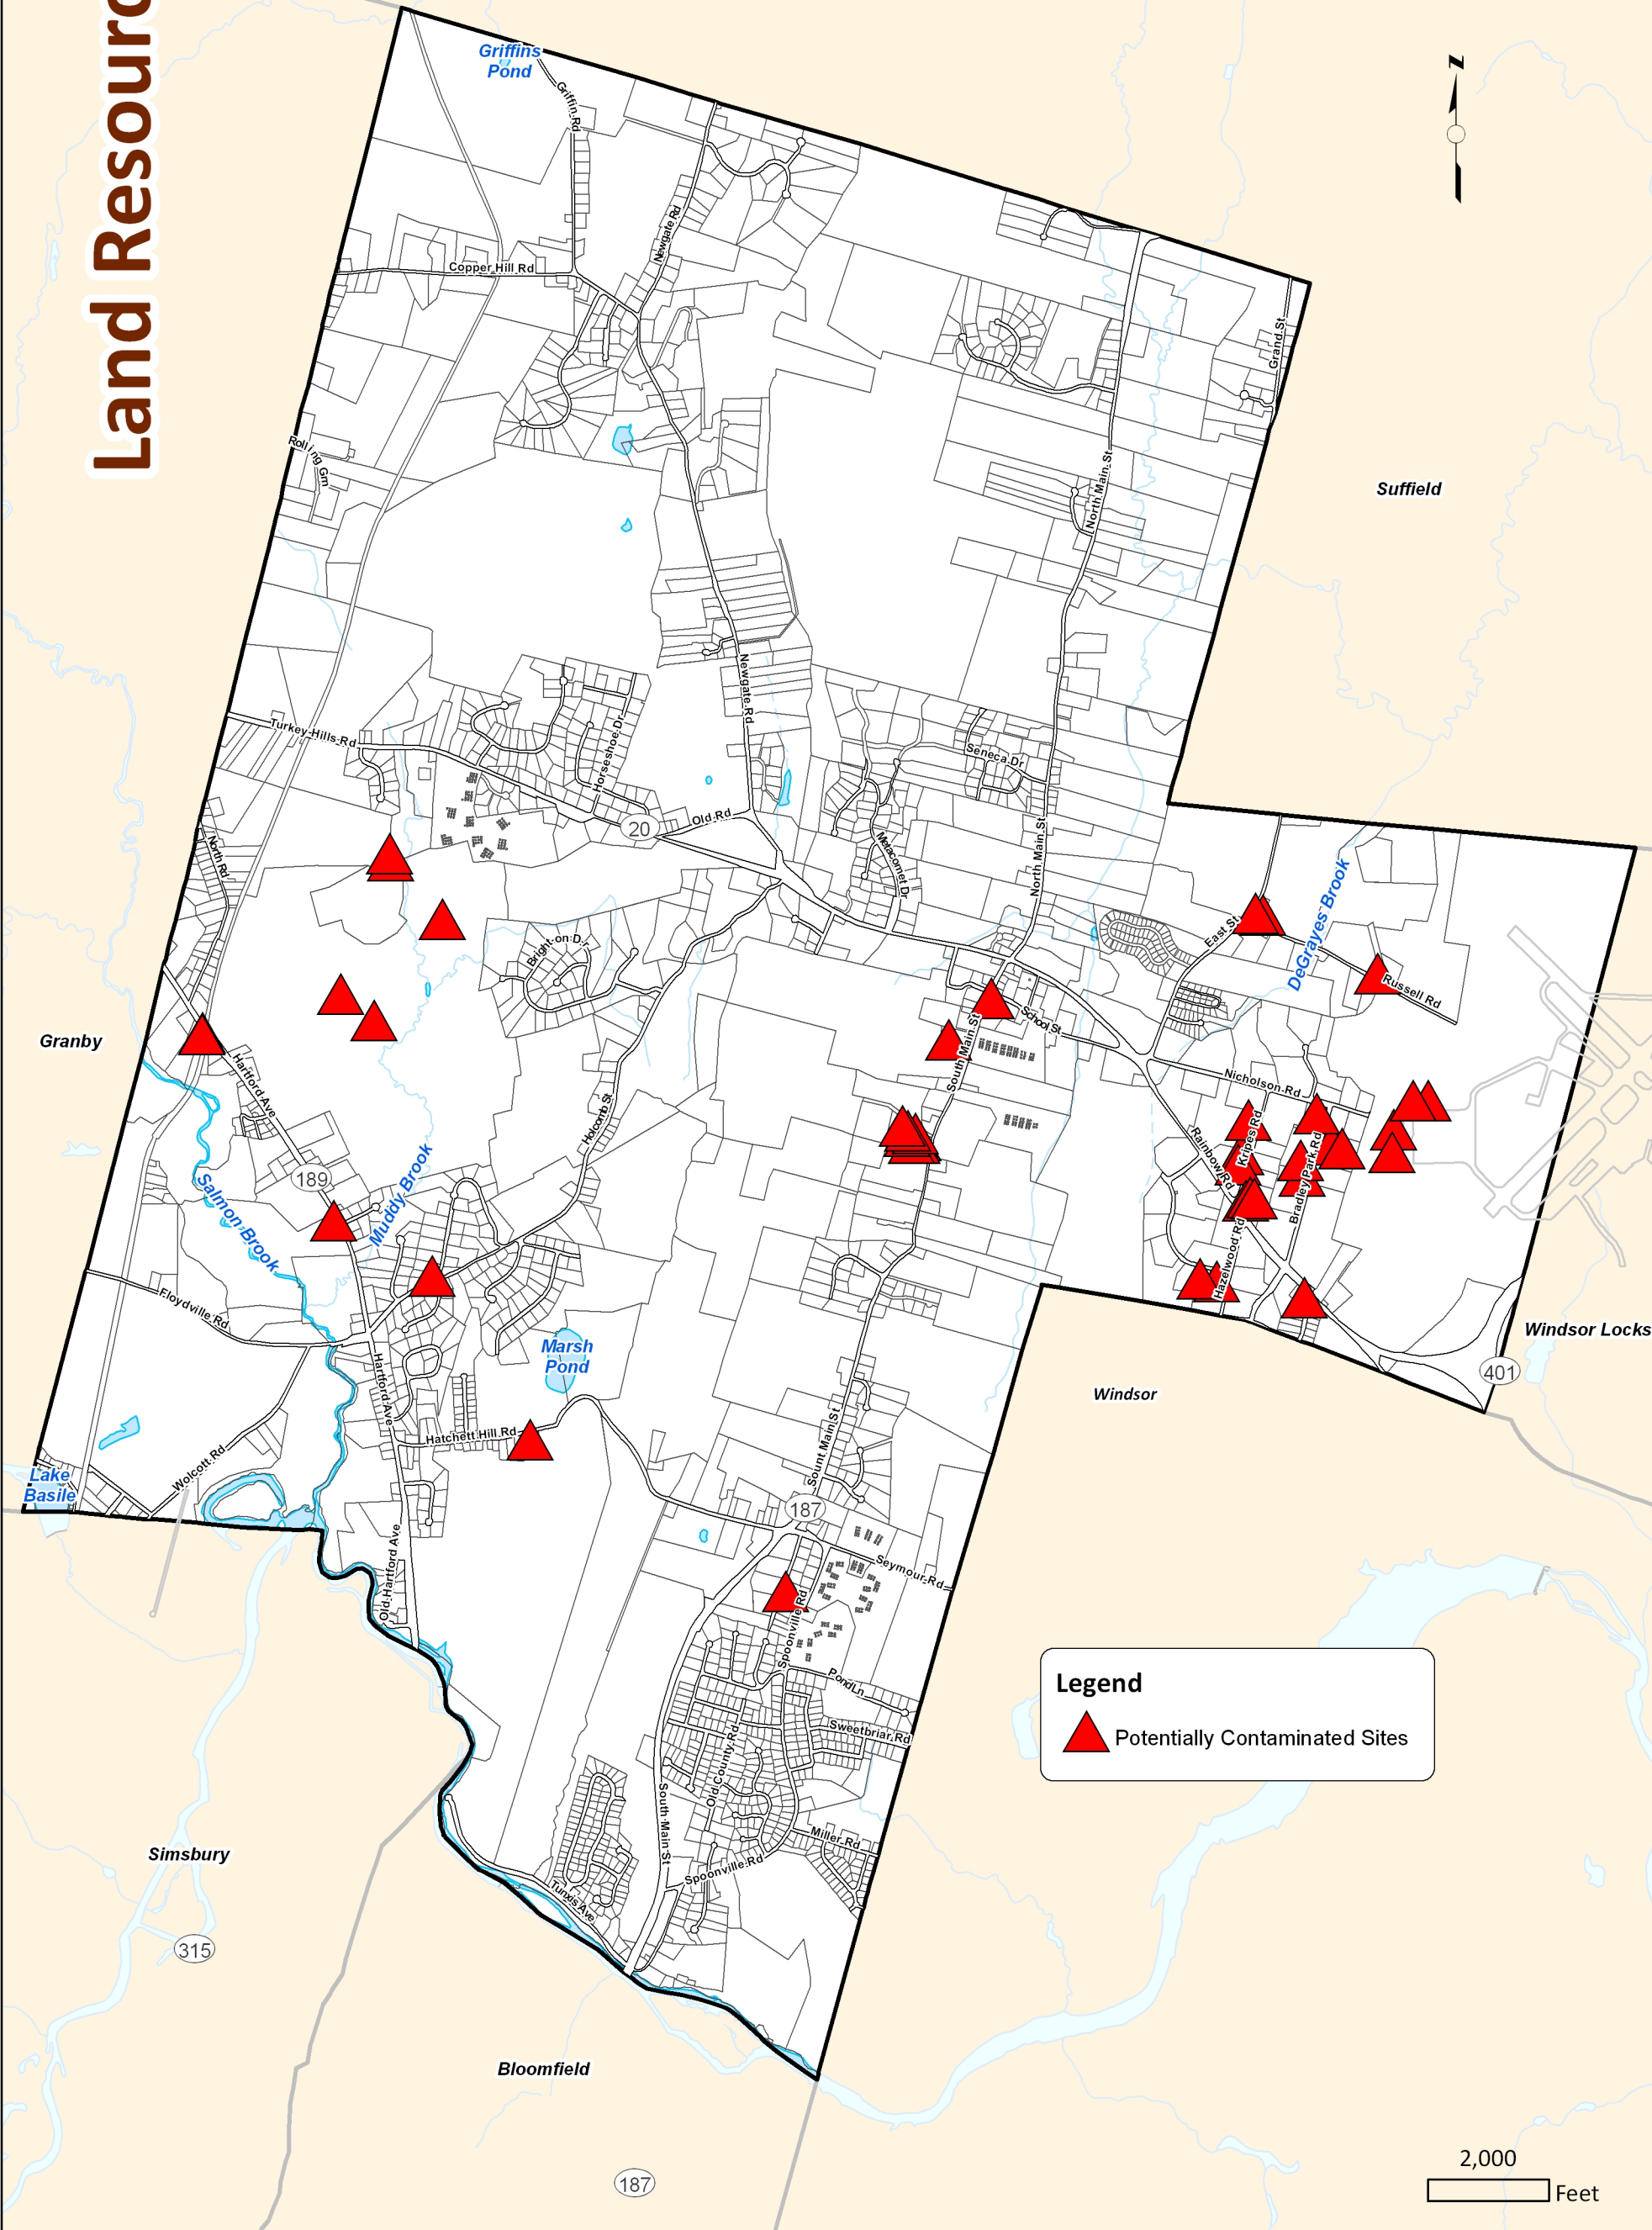 Land Resourc
Griffins
Pond
Griffin Rd
N
Newgate Rd
Copper Hill Rd
Grand St
Rolling Grn
North Main St
Suffield
Newgate Rd
Turkey Hills Rd
Horseshoe Dr
Seneca Dr
20
Old Rd
North Rd
Metacomet Dr
North Main St
East St
DeGrayes Brook
Brighton Dr
Russell Rd
School St
South Main St
Granby
Hartford Ave
Nicholson Rd
Holcomb St
Kripes Rd
Rainbow Rd
Bradley Park Rd
189
Salmon Brook
Muddy Brook
Hazelwood Rd
Floydville Rd
Windsor Locks
Marsh
Pond
401
Hartford Ave
Windsor
Hatchett Hill Rd
Sount Main St
Wolcott Rd
Lake
Basile
187
Seymour Rd
Old Hartford Ave
Spoonville Rd
Legend
Pond Ln
Potentially Contaminated Sites
Sweetbriar Rd
Old County Rd
South Main St
Miller Rd
Simsbury
Spoonville Rd
Tunxis Ave
315
Bloomfield
2,000
187
Feet